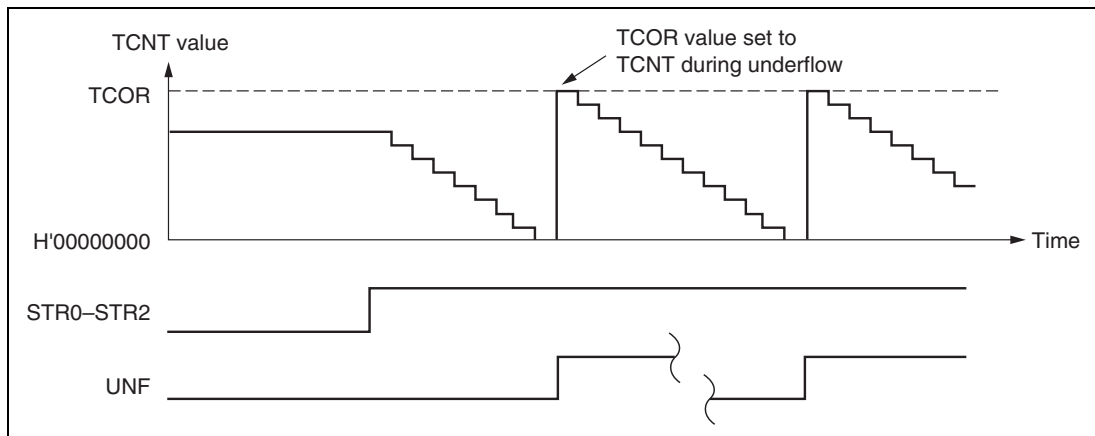 TCNT value
TCOR value set to
TCNT during underflow
TCOR
H'00000000
Time
STR0–STR2
UNF